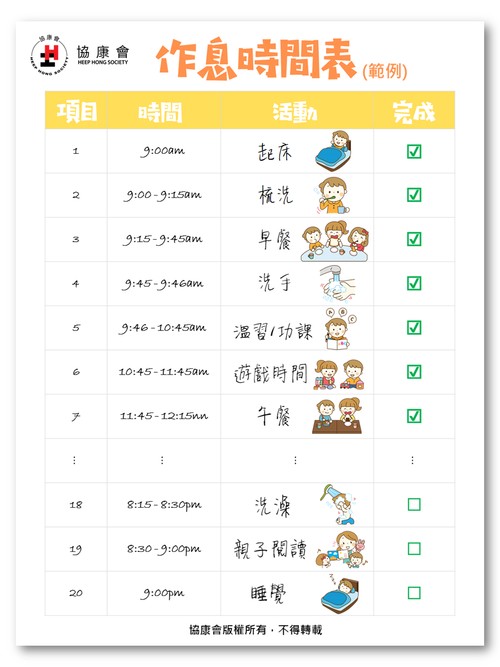 協康會
HEEP HONG SOCIETY
協康會
HEEP HONG SOCIETY
作息時間表(範例)
項目 時間 活動 完成
1 9:00am 起床
2 9:00-9:15am 梳洗
3 9:15-9:45am 早餐
4 9:45-9:46am 洗手
5 9:46-10:45am 溫習/功課
6 10:45-11:45am 遊戲時間
7 11:45-12:15nn 午餐
⋮ ⋮ ⋮ ⋮
18 8:15-8:30pm 洗澡
19 8:30-9:00pm 親子閱讀
20 9:00pm 睡覺
協康會版權所有，不得轉載